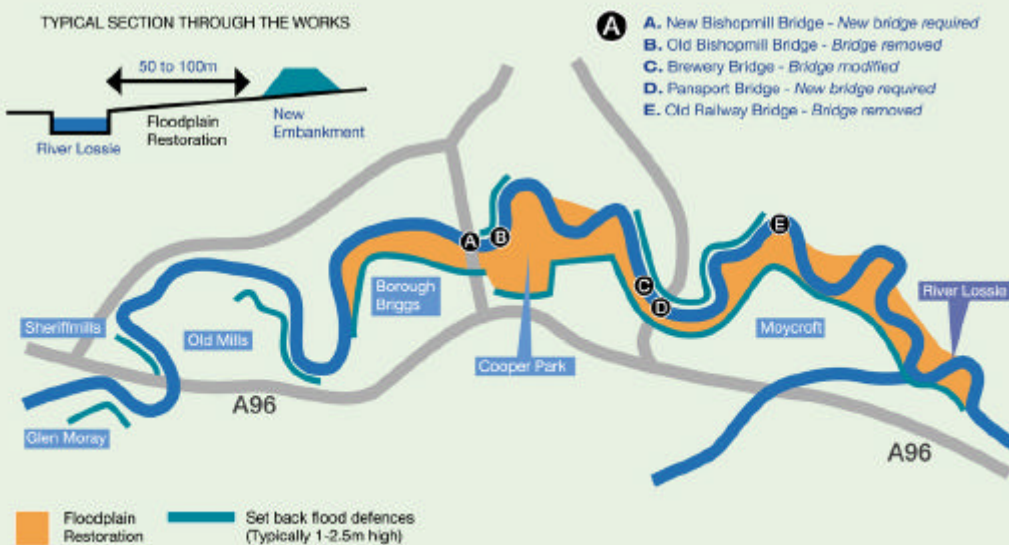 TYPICAL SECTION THROUGH THE WORKS
50 to 100m
River Lossie
Floodplain
Restoration
New
Embankment
A
A. New Bishopmill Bridge - New bridge required
B. Old Bishopmill Bridge - Bridge removed
C. Brewery Bridge - Bridge modified
D. Pansport Bridge - New bridge required
E. Old Railway Bridge - Bridge removed
A
B
C
D
E
Sheriffmills
Old Mills
Borough
Briggs
Cooper Park
Moycroft
River Lossie
Glen Moray
A96
A96
Floodplain
Restoration
Set back flood defences
(Typically 1-2.5m high)